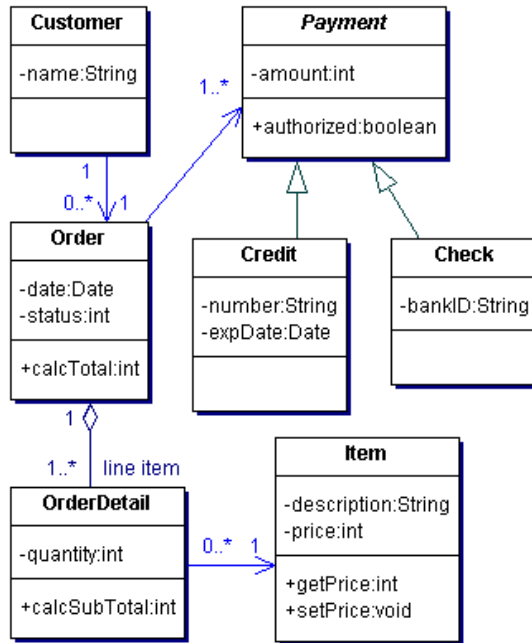 Customer
-name:String
Payment
-amount:int
+authorized:boolean
1..*
1
0..*
1
Order
-date:Date
-status:int
+calcTotal:int
Credit
-number:String
-expDate:Date
Check
-bankID:String
1
1..*
line item
OrderDetail
-quantity:int
+calcSubTotal:int
0..*
1
Item
-description:String
-price:int
+getPrice:int
+setPrice:void